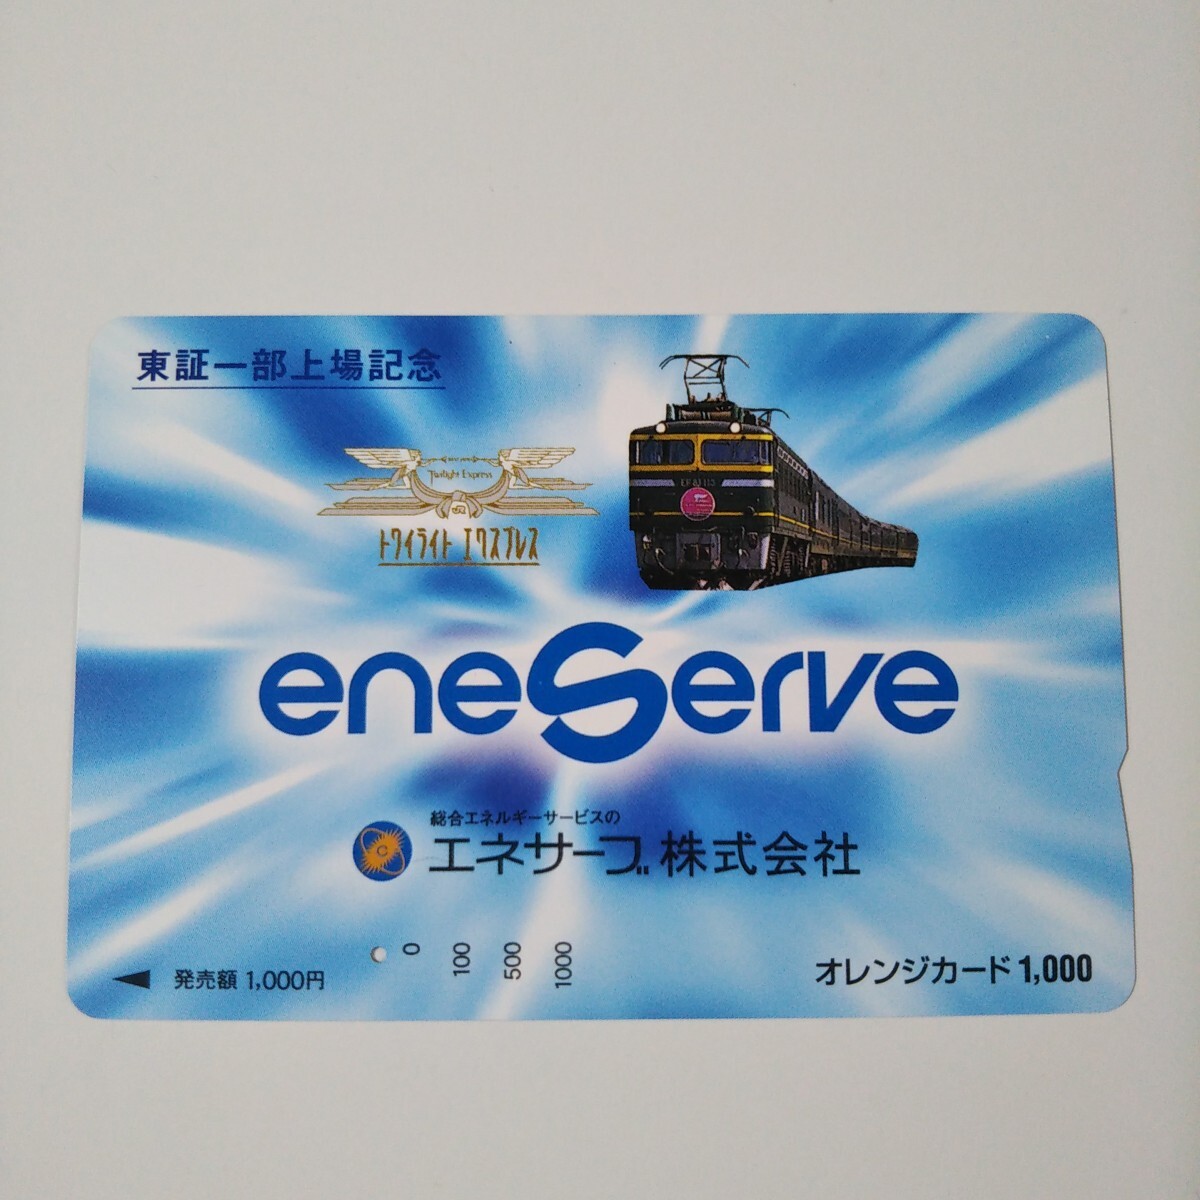 東証一部上場記念
Twilight Express
トワイライト エクスプレス
eneServe
総合エネルギーサービスの
エネサーブ株式会社
C
0 100 500 1000
発売額 1,000円
オレンジカード 1,000